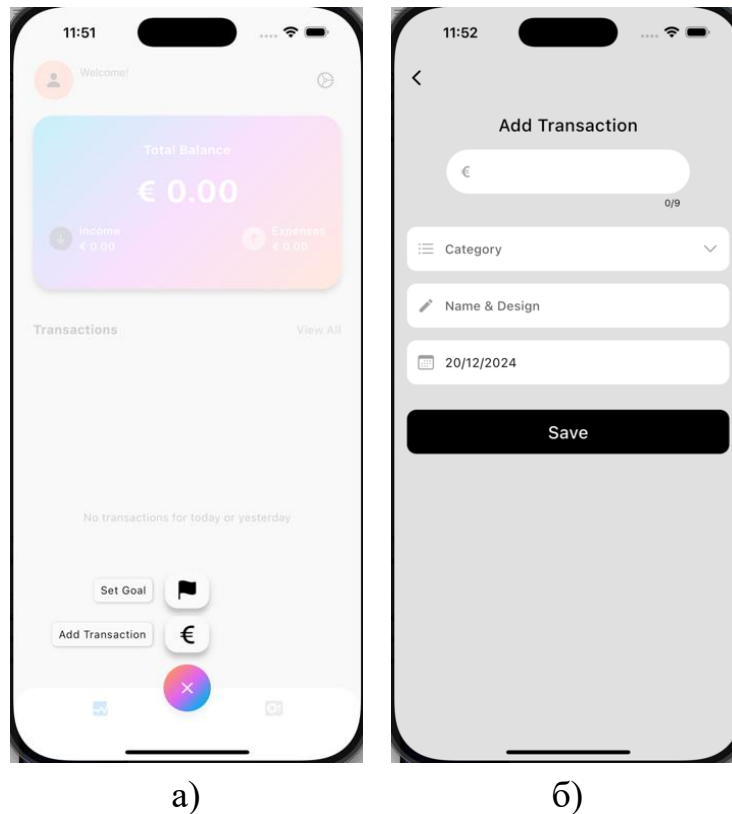 11:51
Welcome!
Total Balance
€ 0.00
Income
€ 0.00
Expenses
€ 0.00
Transactions
View All
No transactions for today or yesterday
Set Goal
Add Transaction
€
а)
11:52
Add Transaction
€
0/9
Category
Name & Design
20/12/2024
Save
б)